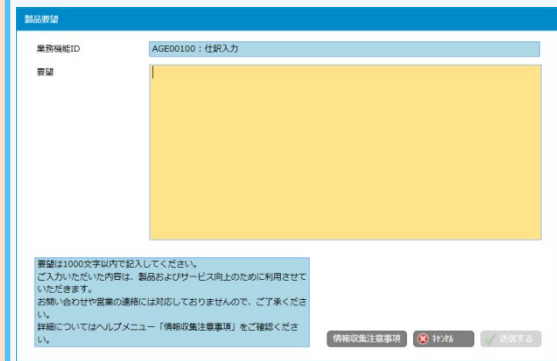 製品要望
業務機能ID
AGE00100：仕訳入力
要望
要望は1000文字以内で記入してください。
ご入力いただいた内容は、製品およびサービス向上のために利用させて
いただきます。
お問い合わせや営業の連絡には対応しておりませんので、ご了承くださ
い。
詳細についてはヘルプメニュー「情報収集注意事項」をご確認くださ
い。
情報収集注意事項 ｷｬﾝｾﾙ 送信する